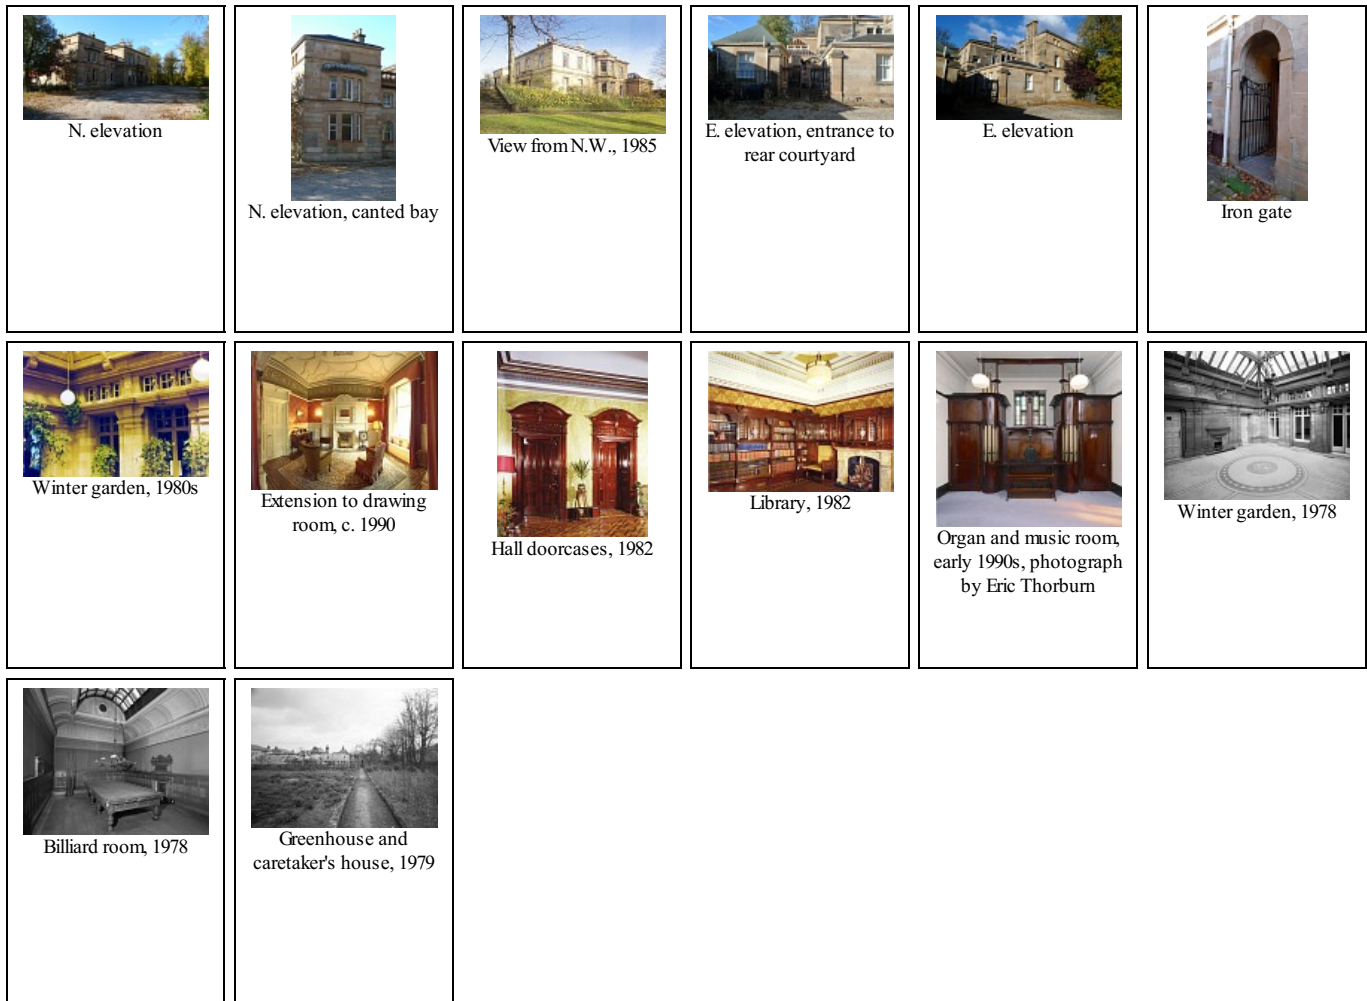 N. elevation
N. elevation, canted bay
View from N.W., 1985
E. elevation, entrance to
rear courtyard
E. elevation
Iron gate
Winter garden, 1980s
Extension to drawing
room, c. 1990
Hall doorcases, 1982
Library, 1982
Organ and music room,
early 1990s, photograph
by Eric Thorburn
Winter garden, 1978
Billiard room, 1978
Greenhouse and
caretaker's house, 1979